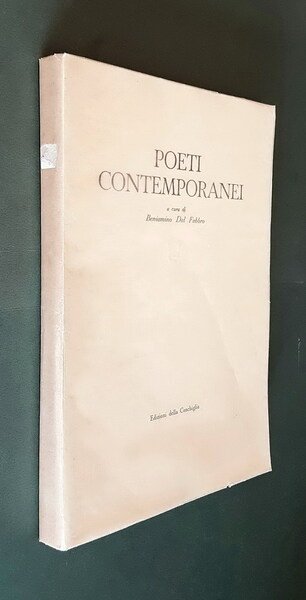 POETI
CONTEMPORANEI
a cura di
Beniamino Dal Fabbro
Edizioni della Conchiglia